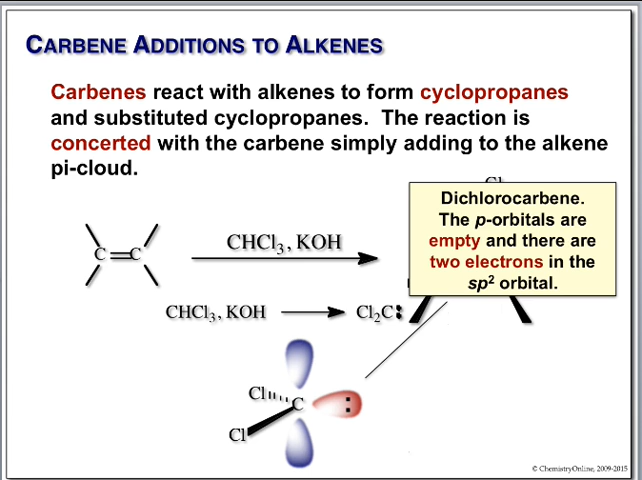 CARBENE ADDITIONS TO ALKENES
Carbenes react with alkenes to form cyclopropanes
and substituted cyclopropanes. The reaction is
concerted with the carbene simply adding to the alkene
pi-cloud.
Dichlorocarbene.
The p-orbitals are
empty and there are
two electrons in the
sp² orbital.
C=C
CHCl₃, KOH
CHCl₃, KOH
Cl₂C:
Cl
C
:
Cl
© ChemistryOnline, 2009-2015